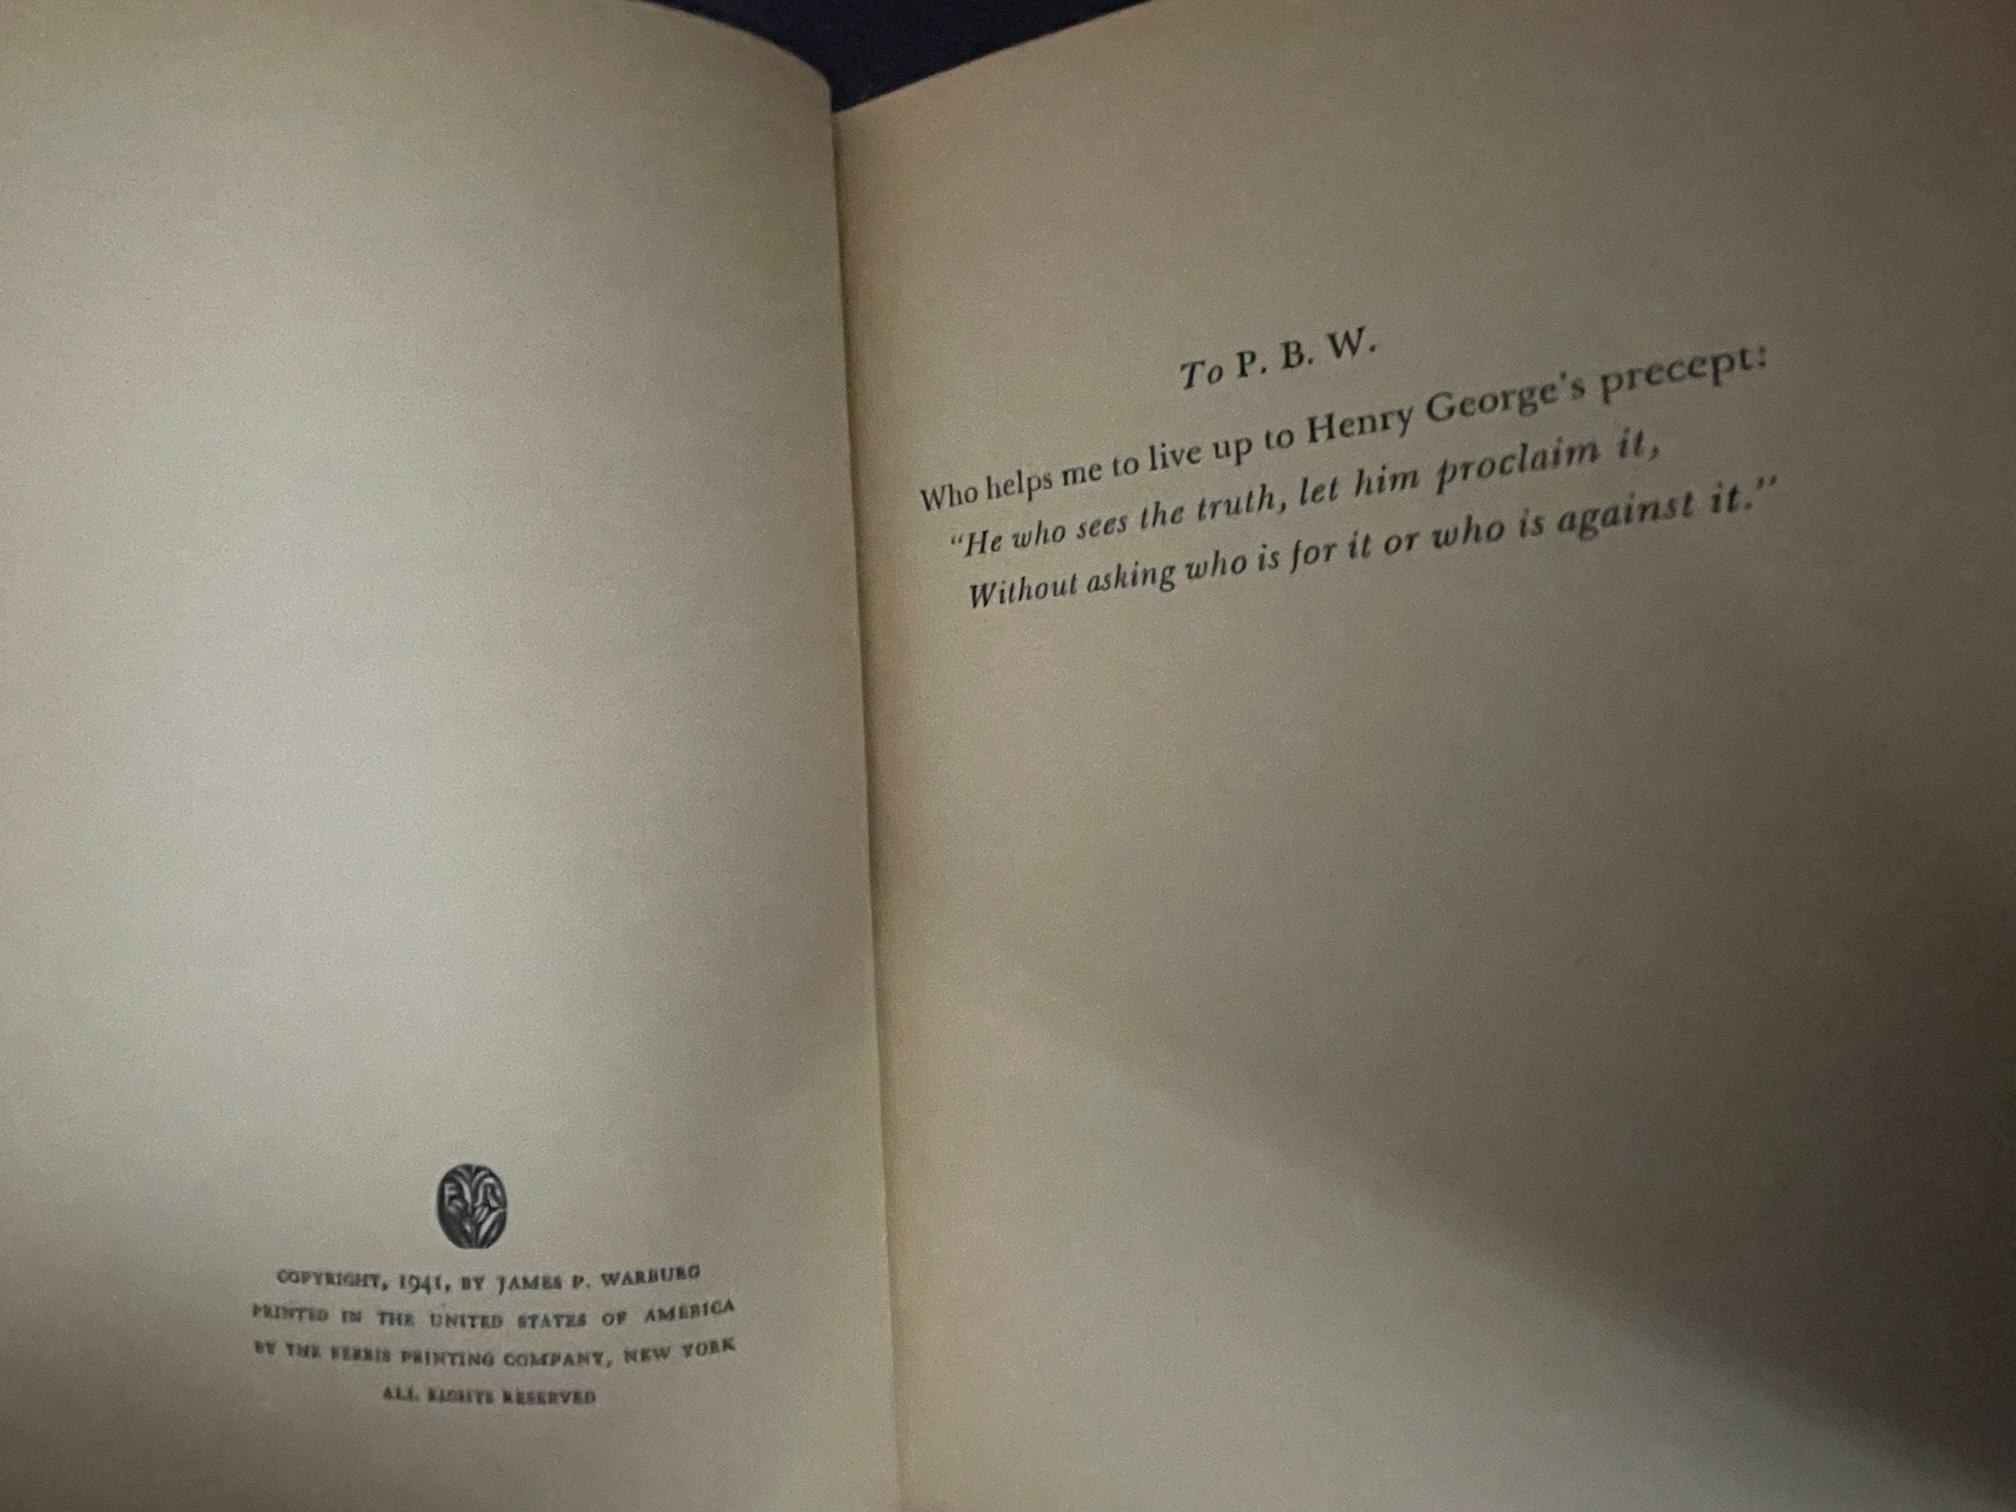 COPYRIGHT, 1941, BY JAMES P. WARBURG
PRINTED IN THE UNITED STATES OF AMERICA
BY THE FERRIS PRINTING COMPANY, NEW YORK
ALL RIGHTS RESERVED
To P. B. W.
Who helps me to live up to Henry George's precept:
“He who sees the truth, let him proclaim it,
Without asking who is for it or who is against it.”